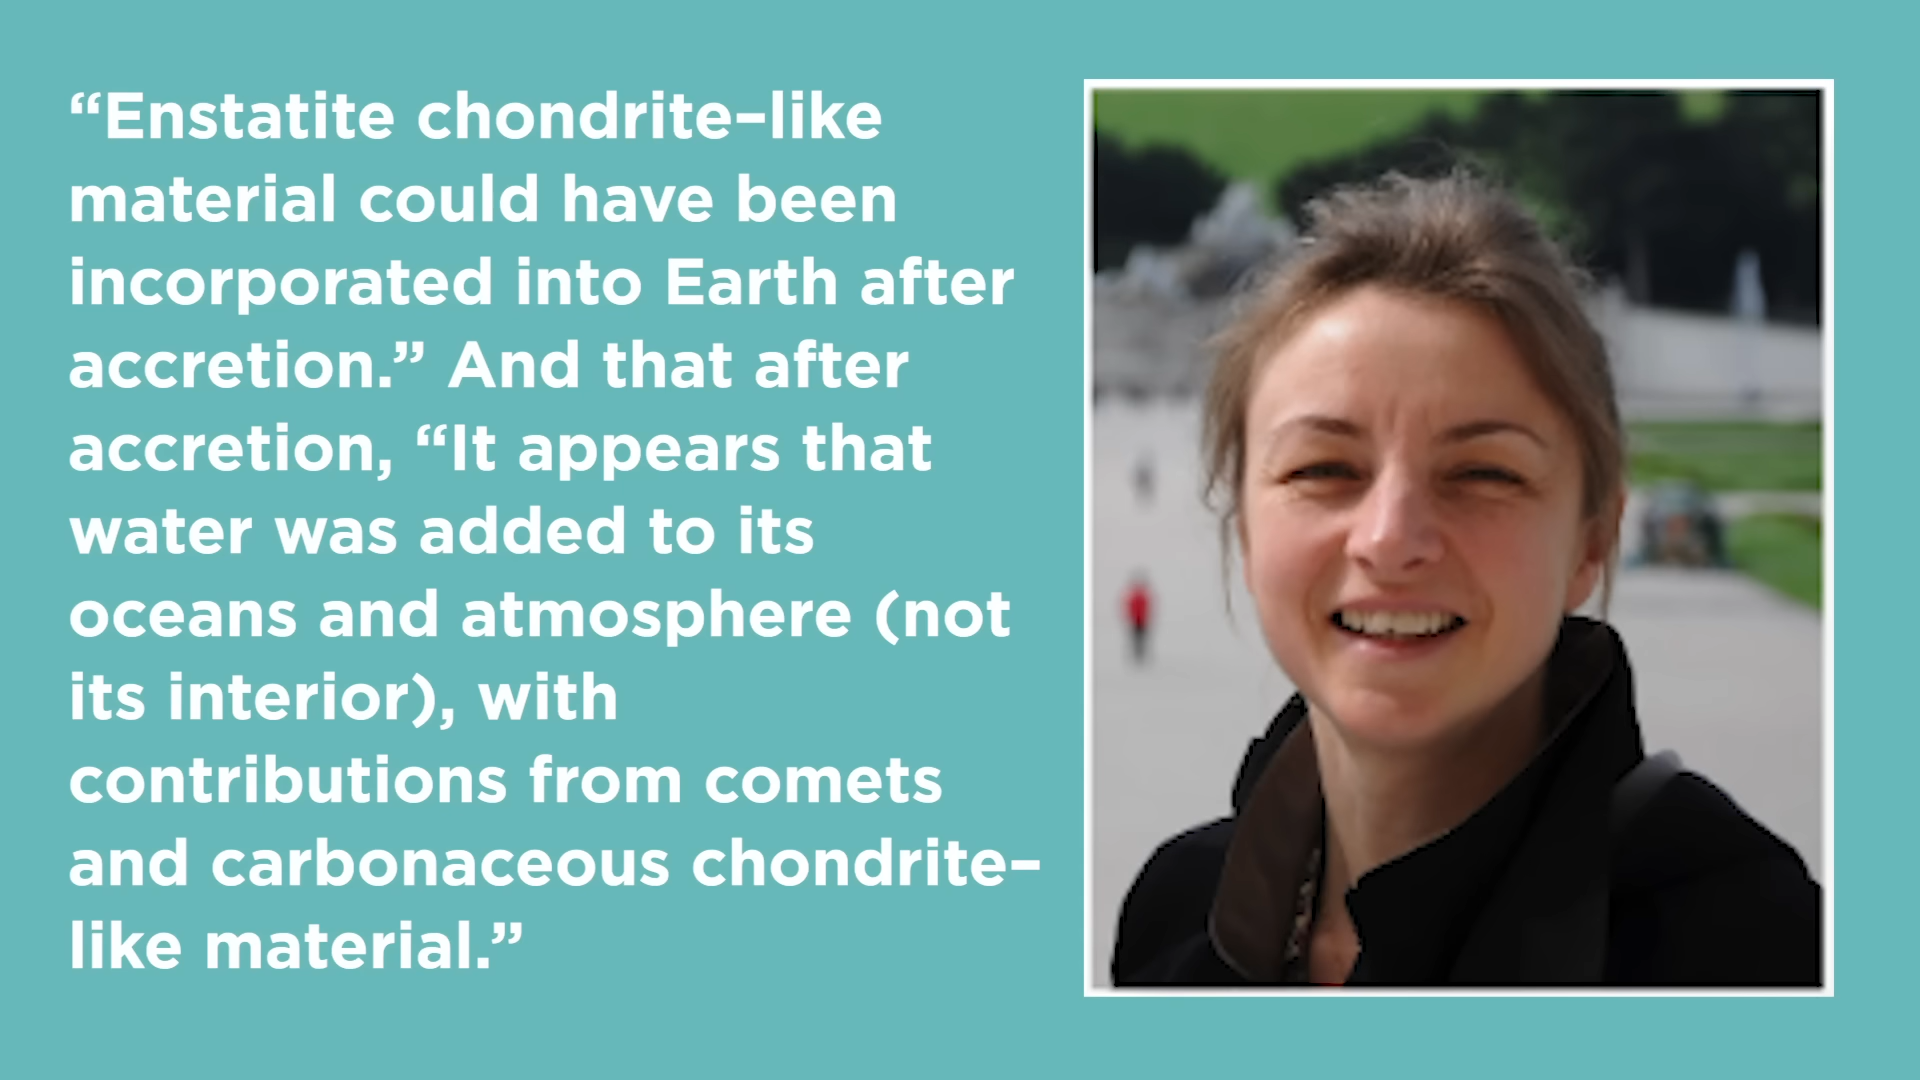 “Enstatite chondrite–like
material could have been
incorporated into Earth after
accretion.” And that after
accretion, “It appears that
water was added to its
oceans and atmosphere (not
its interior), with
contributions from comets
and carbonaceous chondrite–
like material.”